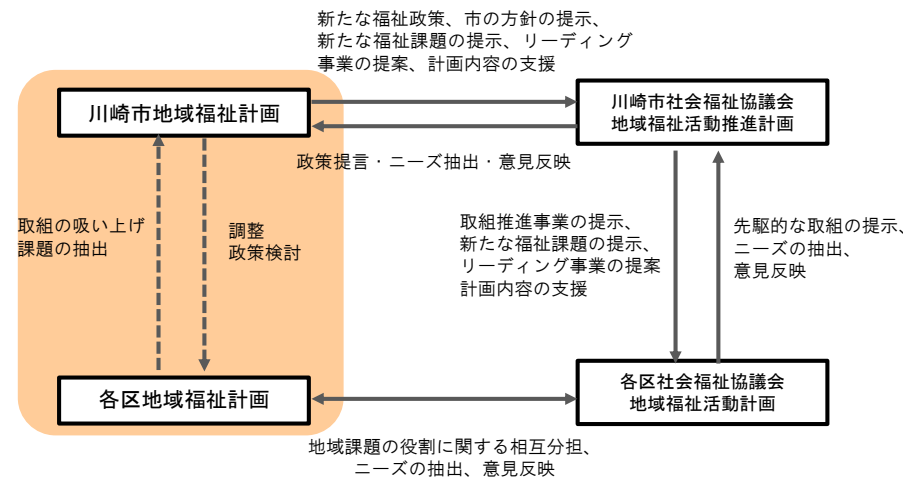 新たな福祉政策、市の方針の提示、
新たな福祉課題の提示、リーディング
事業の提案、計画内容の支援
川崎市地域福祉計画
川崎市社会福祉協議会
地域福祉活動推進計画
政策提言・ニーズ抽出・意見反映
取組の吸い上げ
課題の抽出
調整
政策検討
取組推進事業の提示、
新たな福祉課題の提示、
リーディング事業の提案
計画内容の支援
先駆的な取組の提示、
ニーズの抽出、
意見反映
各区地域福祉計画
各区社会福祉協議会
地域福祉活動計画
地域課題の役割に関する相互分担、
ニーズの抽出、意見反映